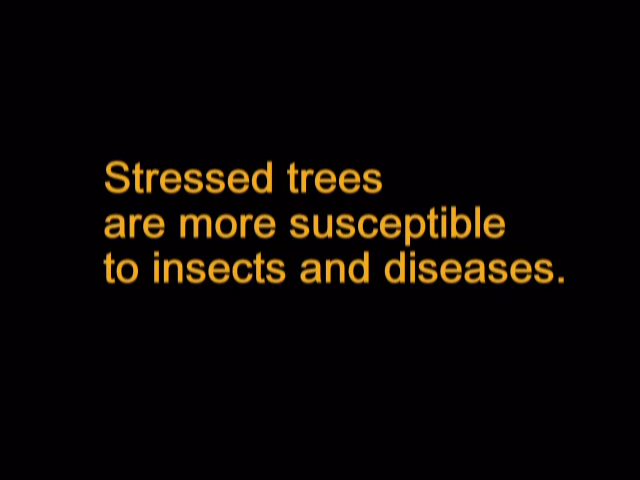 Stressed trees
are more susceptible
to insects and diseases.